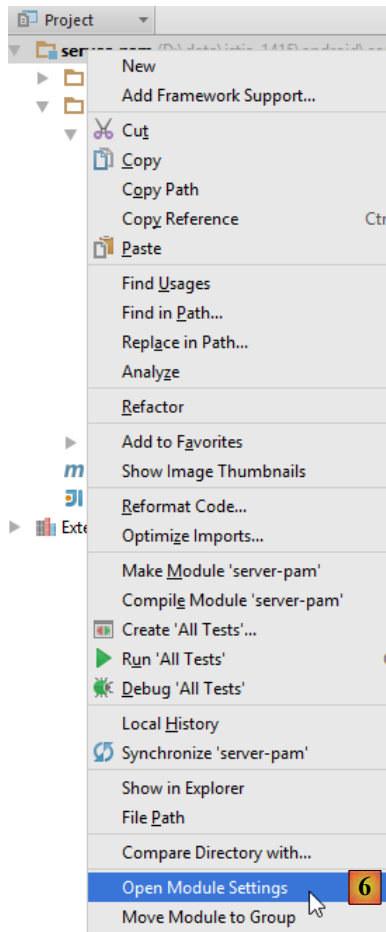 Project
server-pam
New
Add Framework Support...
Cut
Copy
Copy Path
Copy Reference Ctr
Paste
Find Usages
Find in Path...
Replace in Path...
Analyze
Refactor
Add to Favorites
Show Image Thumbnails
m
Reformat Code...
Exte
Optimize Imports...
Make Module 'server-pam'
Compile Module 'server-pam'
Create 'All Tests'...
Run 'All Tests'
Debug 'All Tests'
Local History
Synchronize 'server-pam'
Show in Explorer
File Path
Compare Directory with...
Open Module Settings 6
Move Module to Group